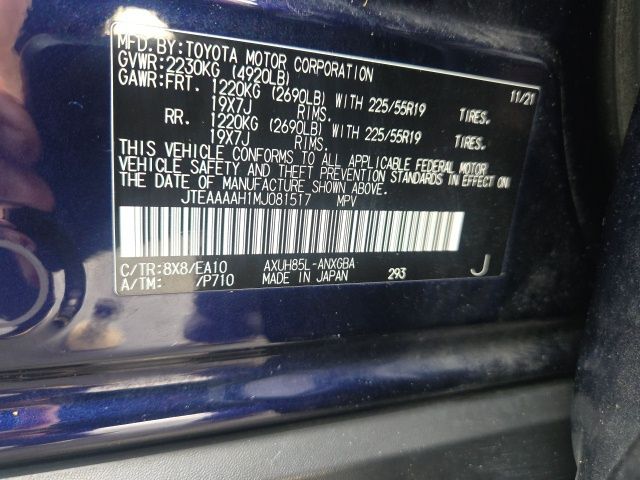 MFD.BY:TOYOTA MOTOR CORPORATION 11/21
GVWR:2230KG (4920LB)
GAWR:FRT. 1220KG (2690LB) WITH 225/55R19 TIRES.
19X7J RIMS.
RR. 1220KG (2690LB) WITH 225/55R19 TIRES.
19X7J RIMS.
THIS VEHICLE CONFORMS TO ALL APPLICABLE FEDERAL MOTOR
VEHICLE SAFETY AND THEFT PREVENTION STANDARDS IN EFFECT ON
THE DATE OF MANUFACTURE SHOWN ABOVE.
JTEAAAAH1MJ081517 MPV
C/TR:8X8/EA10 AXUH85L-ANXGBA
A/TM: /P710 MADE IN JAPAN 293 J